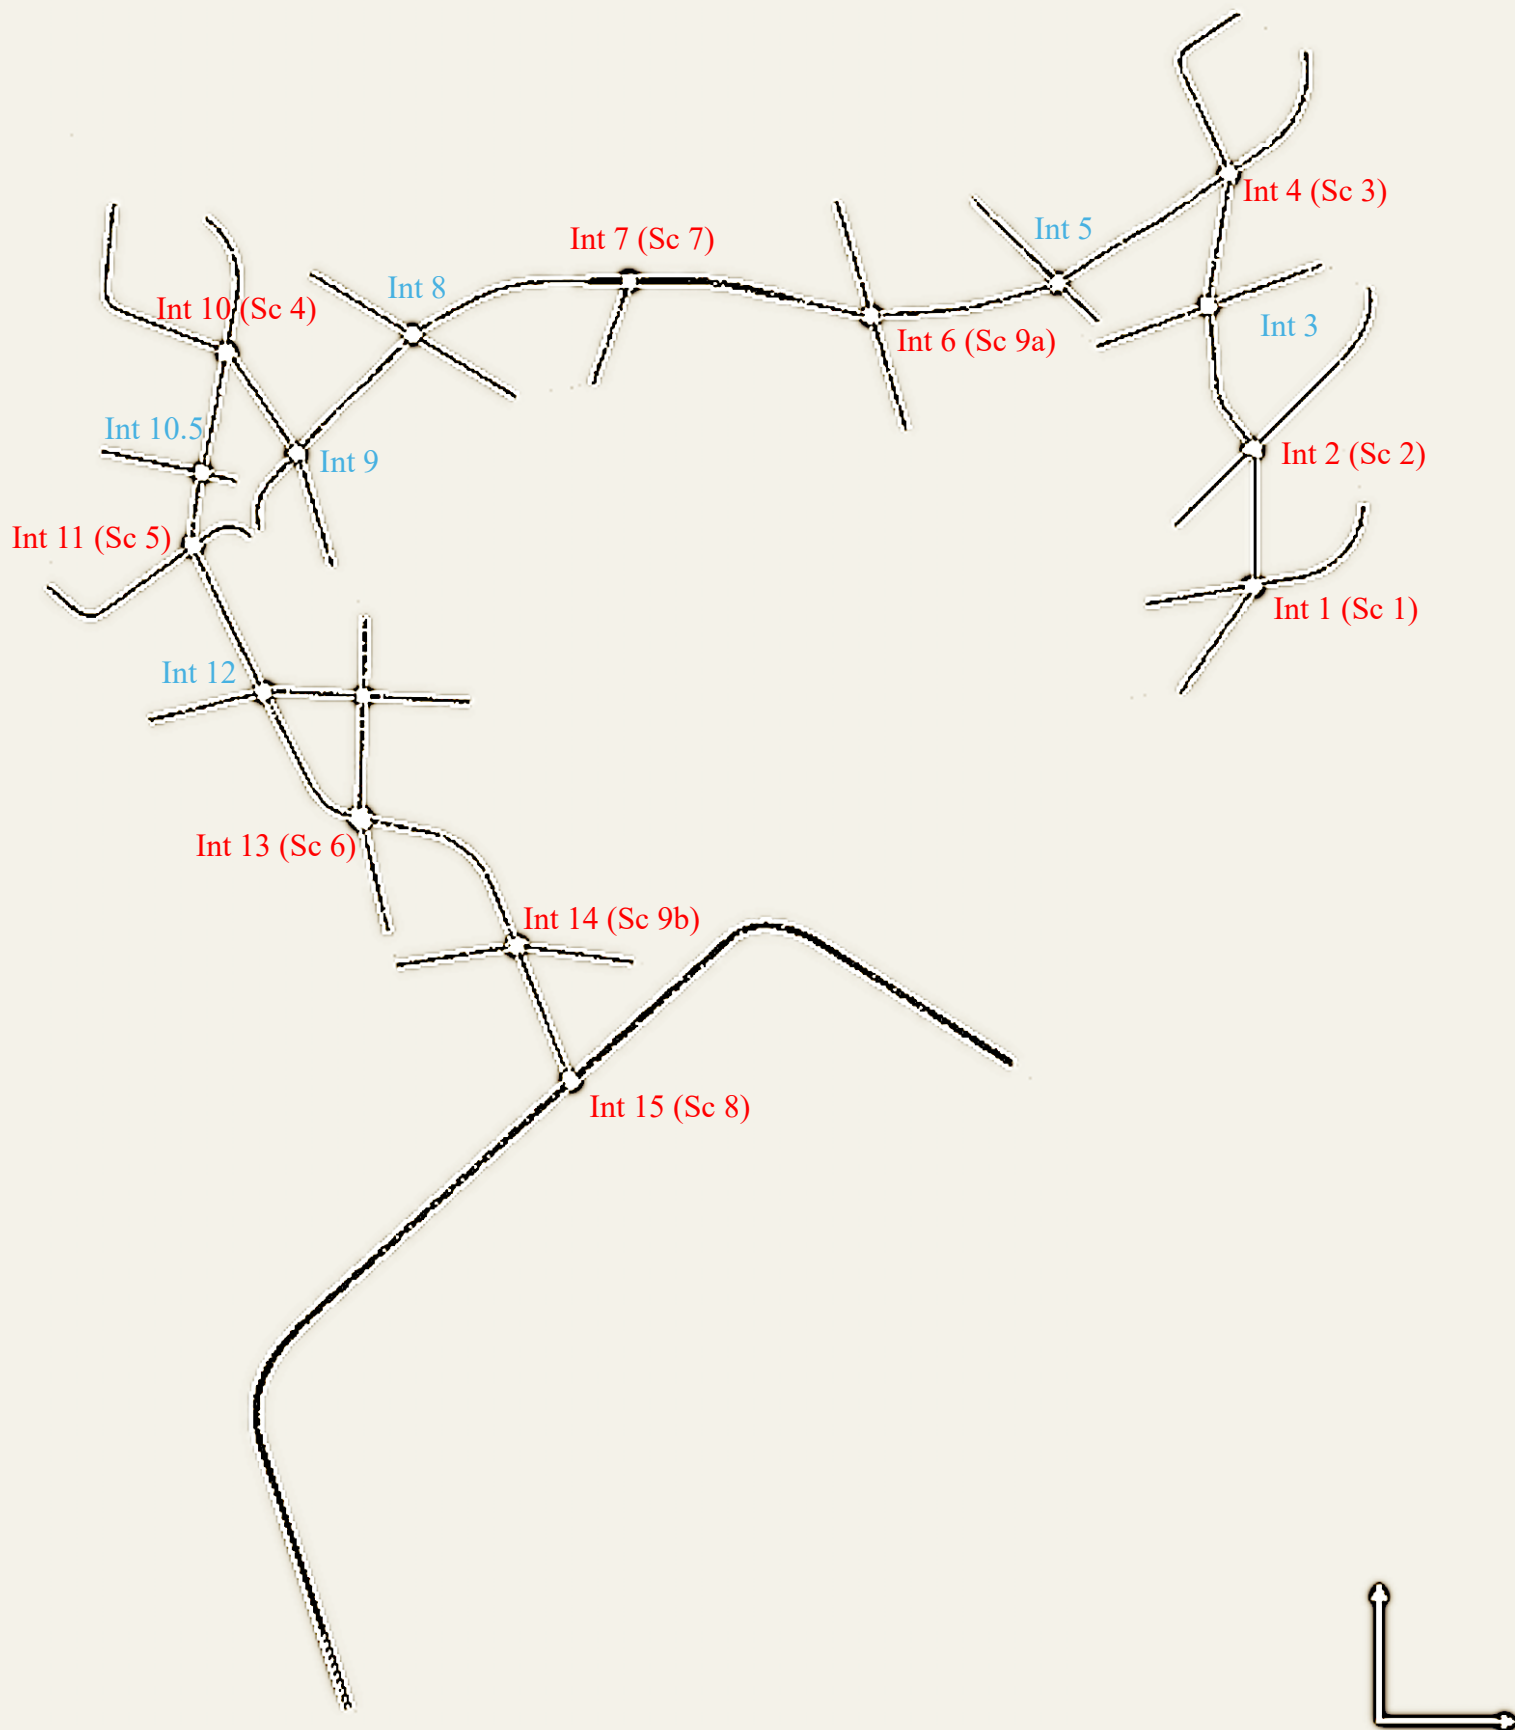 Int 4 (Sc 3)
Int 5
Int 7 (Sc 7)
Int 8
Int 10 (Sc 4)
Int 3
Int 6 (Sc 9a)
Int 10.5
Int 9
Int 2 (Sc 2)
Int 11 (Sc 5)
Int 1 (Sc 1)
Int 12
Int 13 (Sc 6)
Int 14 (Sc 9b)
Int 15 (Sc 8)